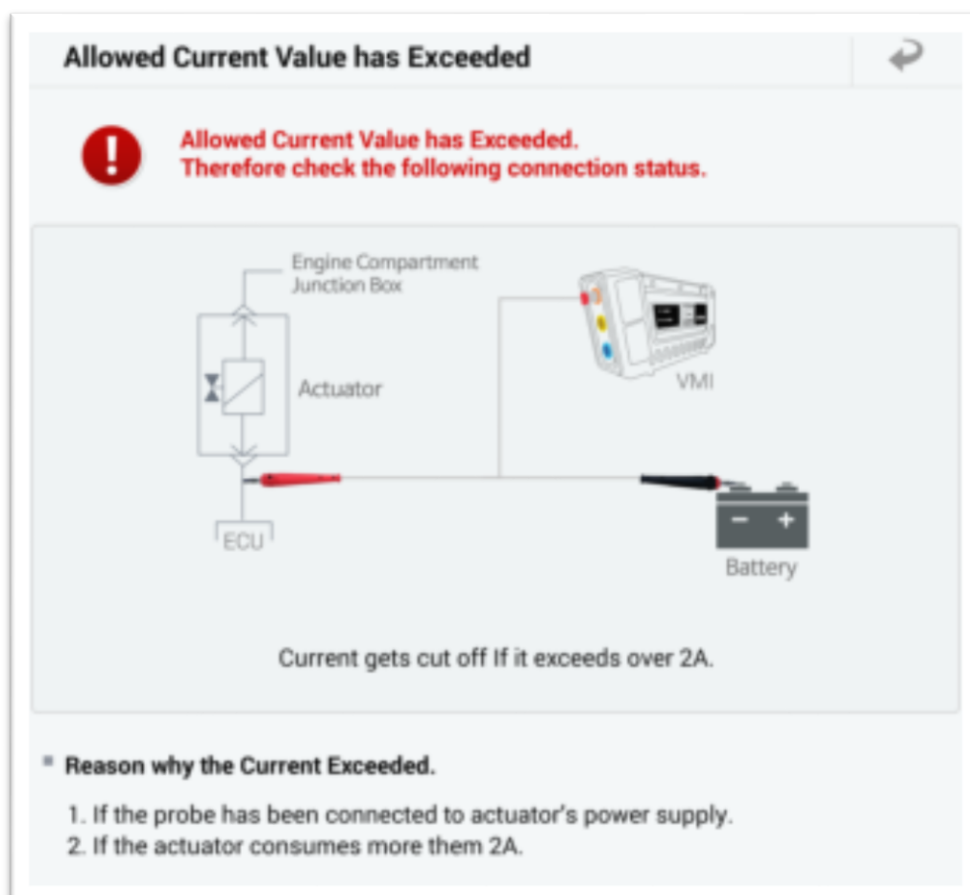 Allowed Current Value has Exceeded
Allowed Current Value has Exceeded.
Therefore check the following connection status.
Engine Compartment
Junction Box
Actuator
VMI
ECU
Battery
Current gets cut off If it exceeds over 2A.
Reason why the Current Exceeded.
1. If the probe has been connected to actuator's power supply.
2. If the actuator consumes more them 2A.